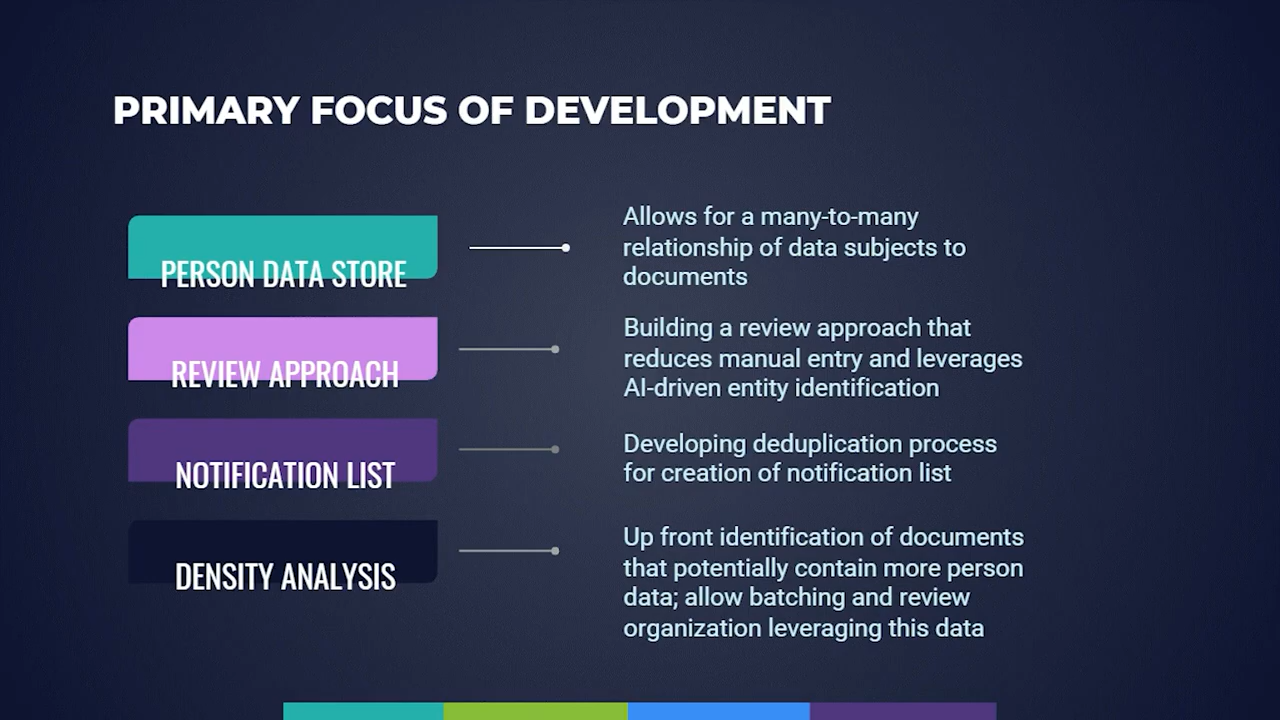 PRIMARY FOCUS OF DEVELOPMENT
PERSON DATA STORE
Allows for a many-to-many
relationship of data subjects to
documents
REVIEW APPROACH
Building a review approach that
reduces manual entry and leverages
AI-driven entity identification
NOTIFICATION LIST
Developing deduplication process
for creation of notification list
DENSITY ANALYSIS
Up front identification of documents
that potentially contain more person
data; allow batching and review
organization leveraging this data